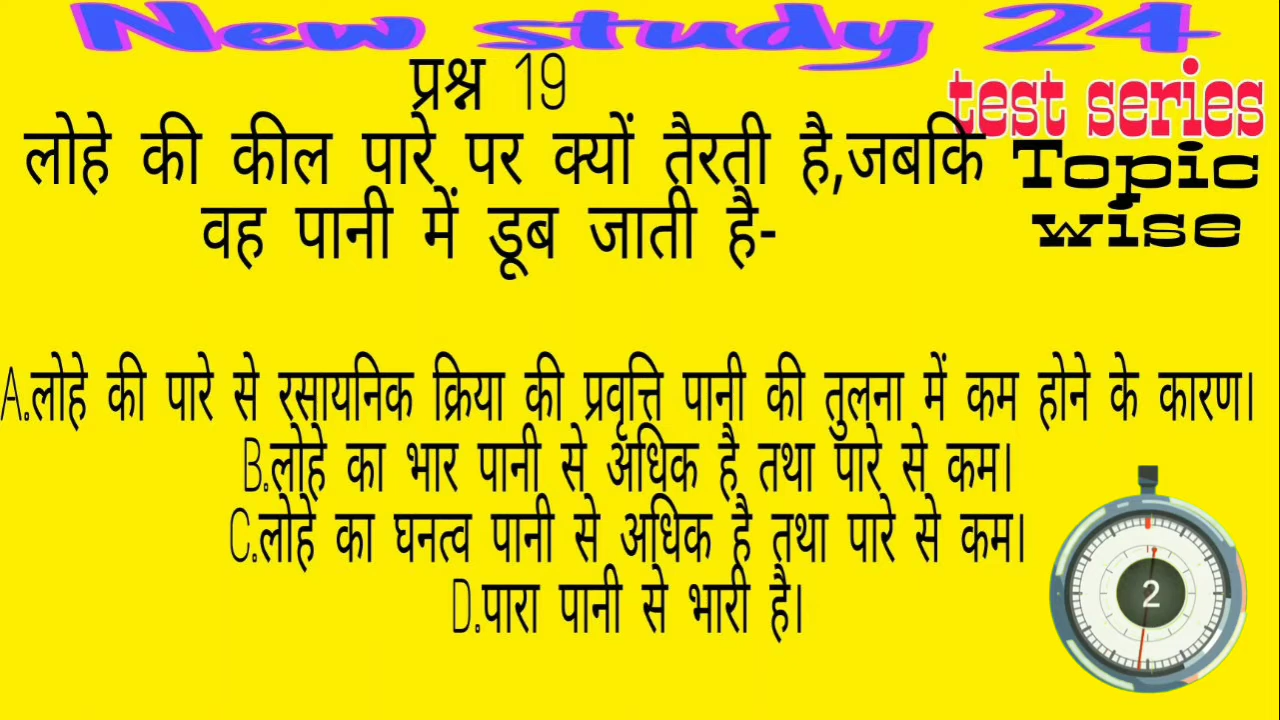 New study 24
प्रश्न 19
test series
लोहे की कील पारे पर क्यों तैरती है,जबकि
Topic
वह पानी में डूब जाती है-
wise
A.लोहे की पारे से रसायनिक क्रिया की प्रवृत्ति पानी की तुलना में कम होने के कारण।
B.लोहे का भार पानी से अधिक है तथा पारे से कम।
C.लोहे का घनत्व पानी से अधिक है तथा पारे से कम।
D.पारा पानी से भारी है।
2